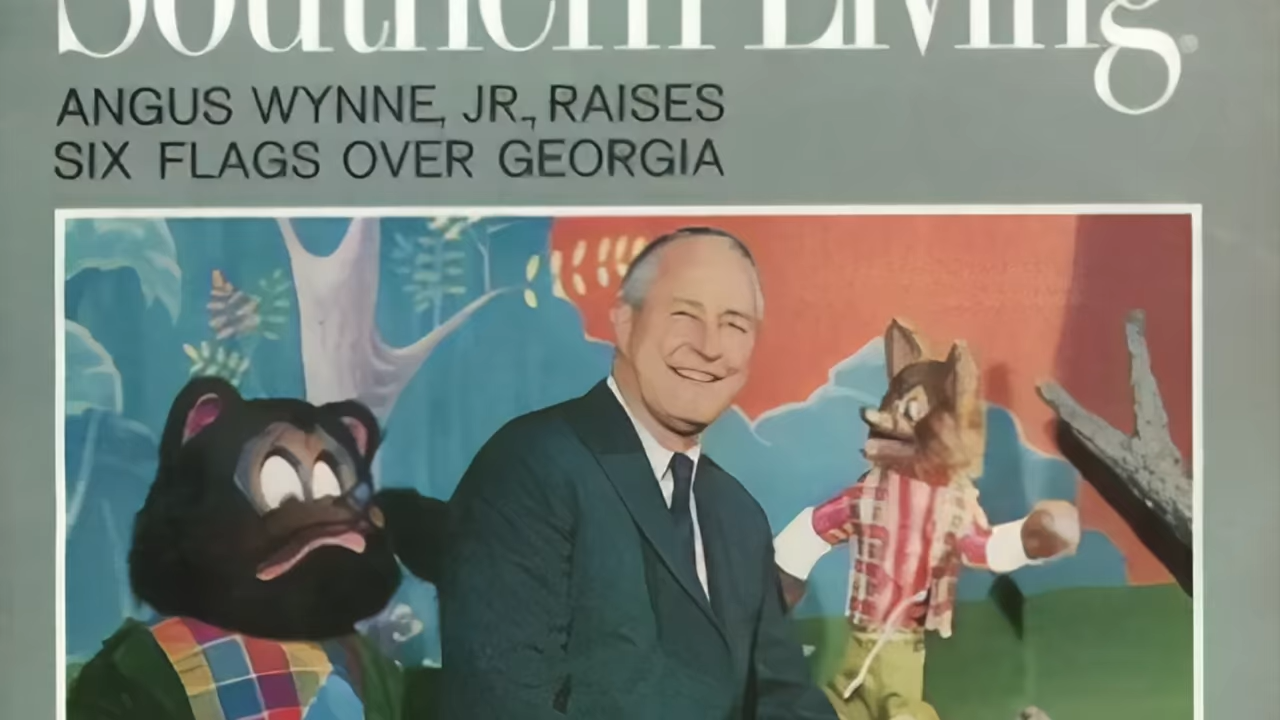 Southern Living®
ANGUS WYNNE, JR., RAISES
SIX FLAGS OVER GEORGIA